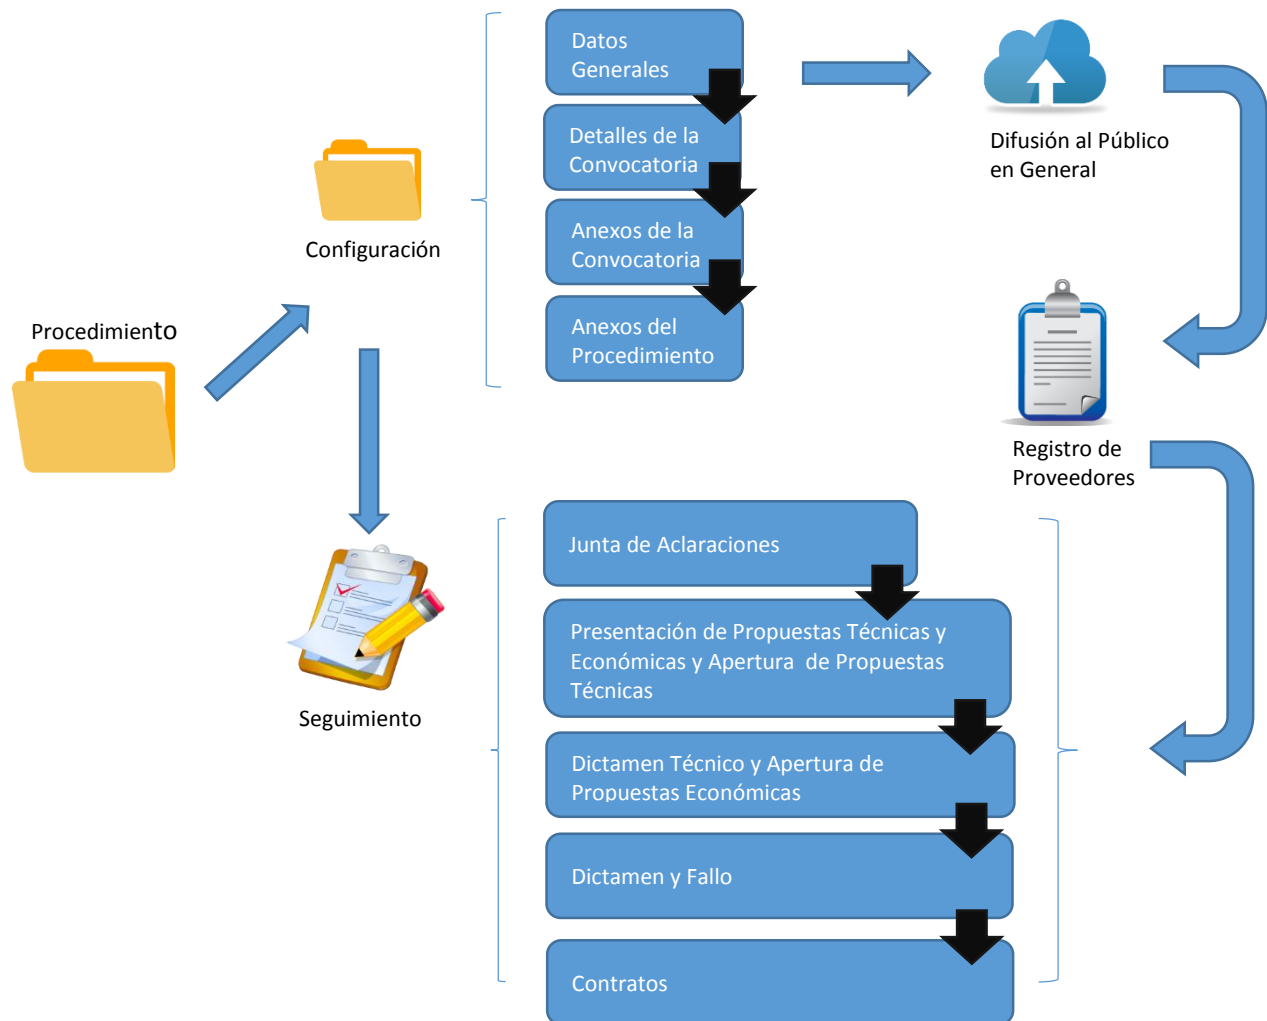 Datos
Generales
Detalles de la
Convocatoria
Anexos de la
Convocatoria
Anexos del
Procedimiento
Difusión al Público
en General
Configuración
Procedimiento
Registro de
Proveedores
Junta de Aclaraciones
Presentación de Propuestas Técnicas y
Económicas y Apertura  de Propuestas
Técnicas
Seguimiento
Dictamen Técnico y Apertura de
Propuestas Económicas
Dictamen y Fallo
Contratos